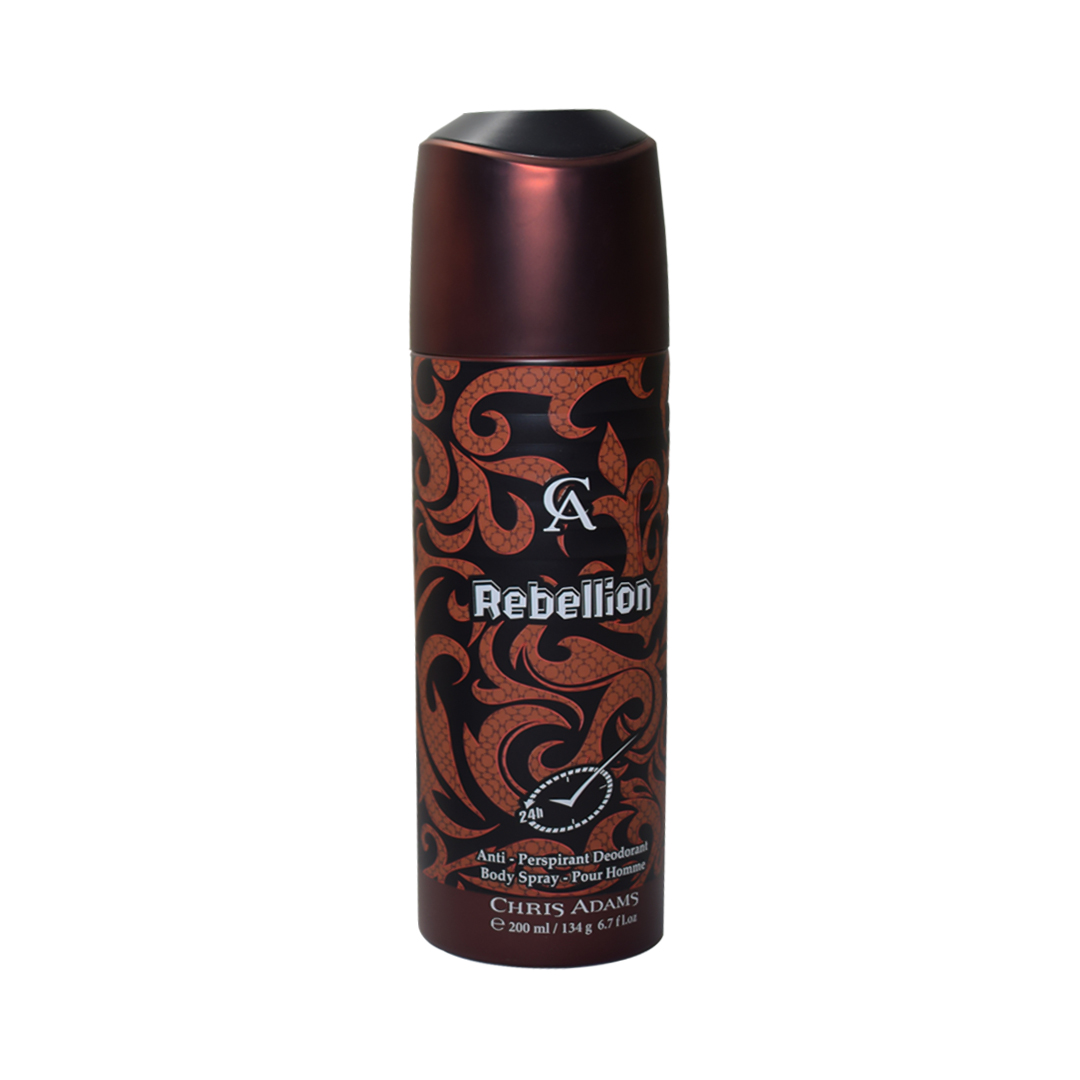 CA
Rebellion
24h
Anti - Perspirant Deodorant
Body Spray - Pour Homme
CHRIS ADAMS
℮ 200 ml / 134 g 6.7 fl.oz